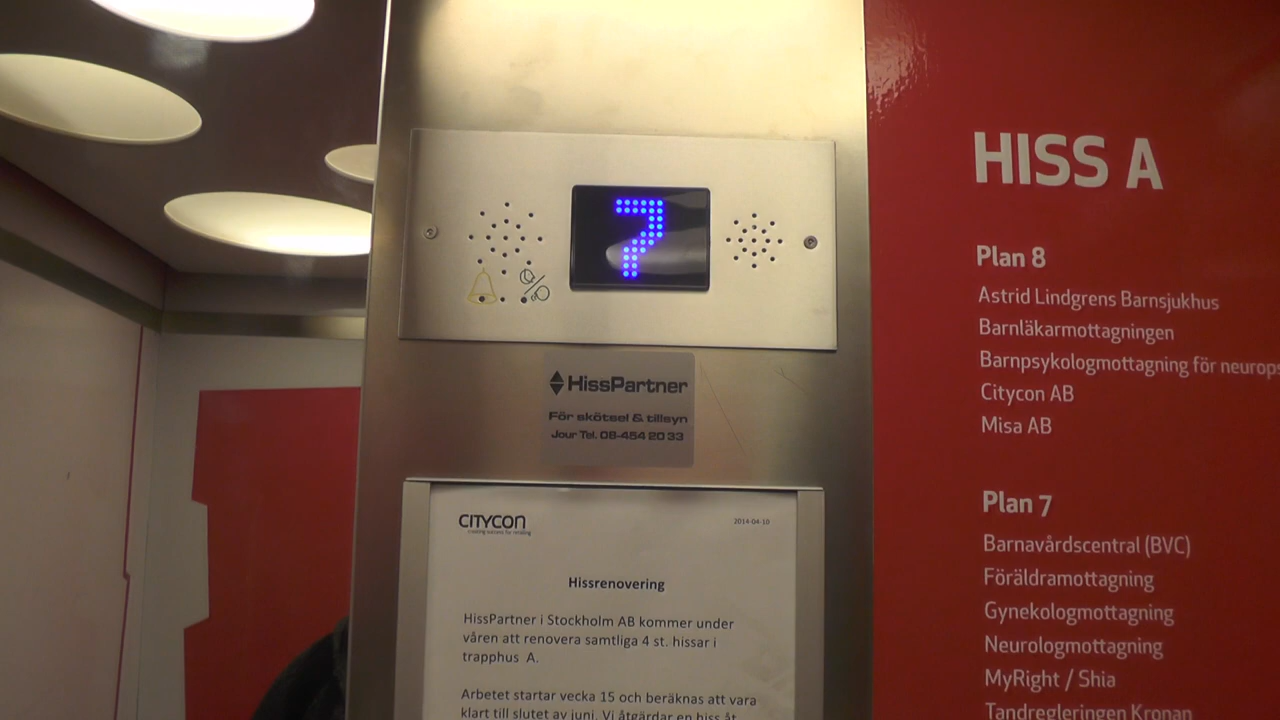 7
HissPartner
För skötsel & tillsyn
Jour Tel. 08-454 20 33
CITYCON
2014-04-10
Hissrenovering
HissPartner i Stockholm AB kommer under
våren att renovera samtliga 4 st. hissar i
trapphus A.
Arbetet startar vecka 15 och beräknas att vara
klart till slutet av juni. Vi åtgärdar en hiss åt
HISS A
Plan 8
Astrid Lindgrens Barnsjukhus
Barnläkarmottagningen
Barnpsykologmottagning för neurops
Citycon AB
Misa AB
Plan 7
Barnavårdscentral (BVC)
Föräldramottagning
Gynekologmottagning
Neurologmottagning
MyRight / Shia
Tandregleringen Kronan